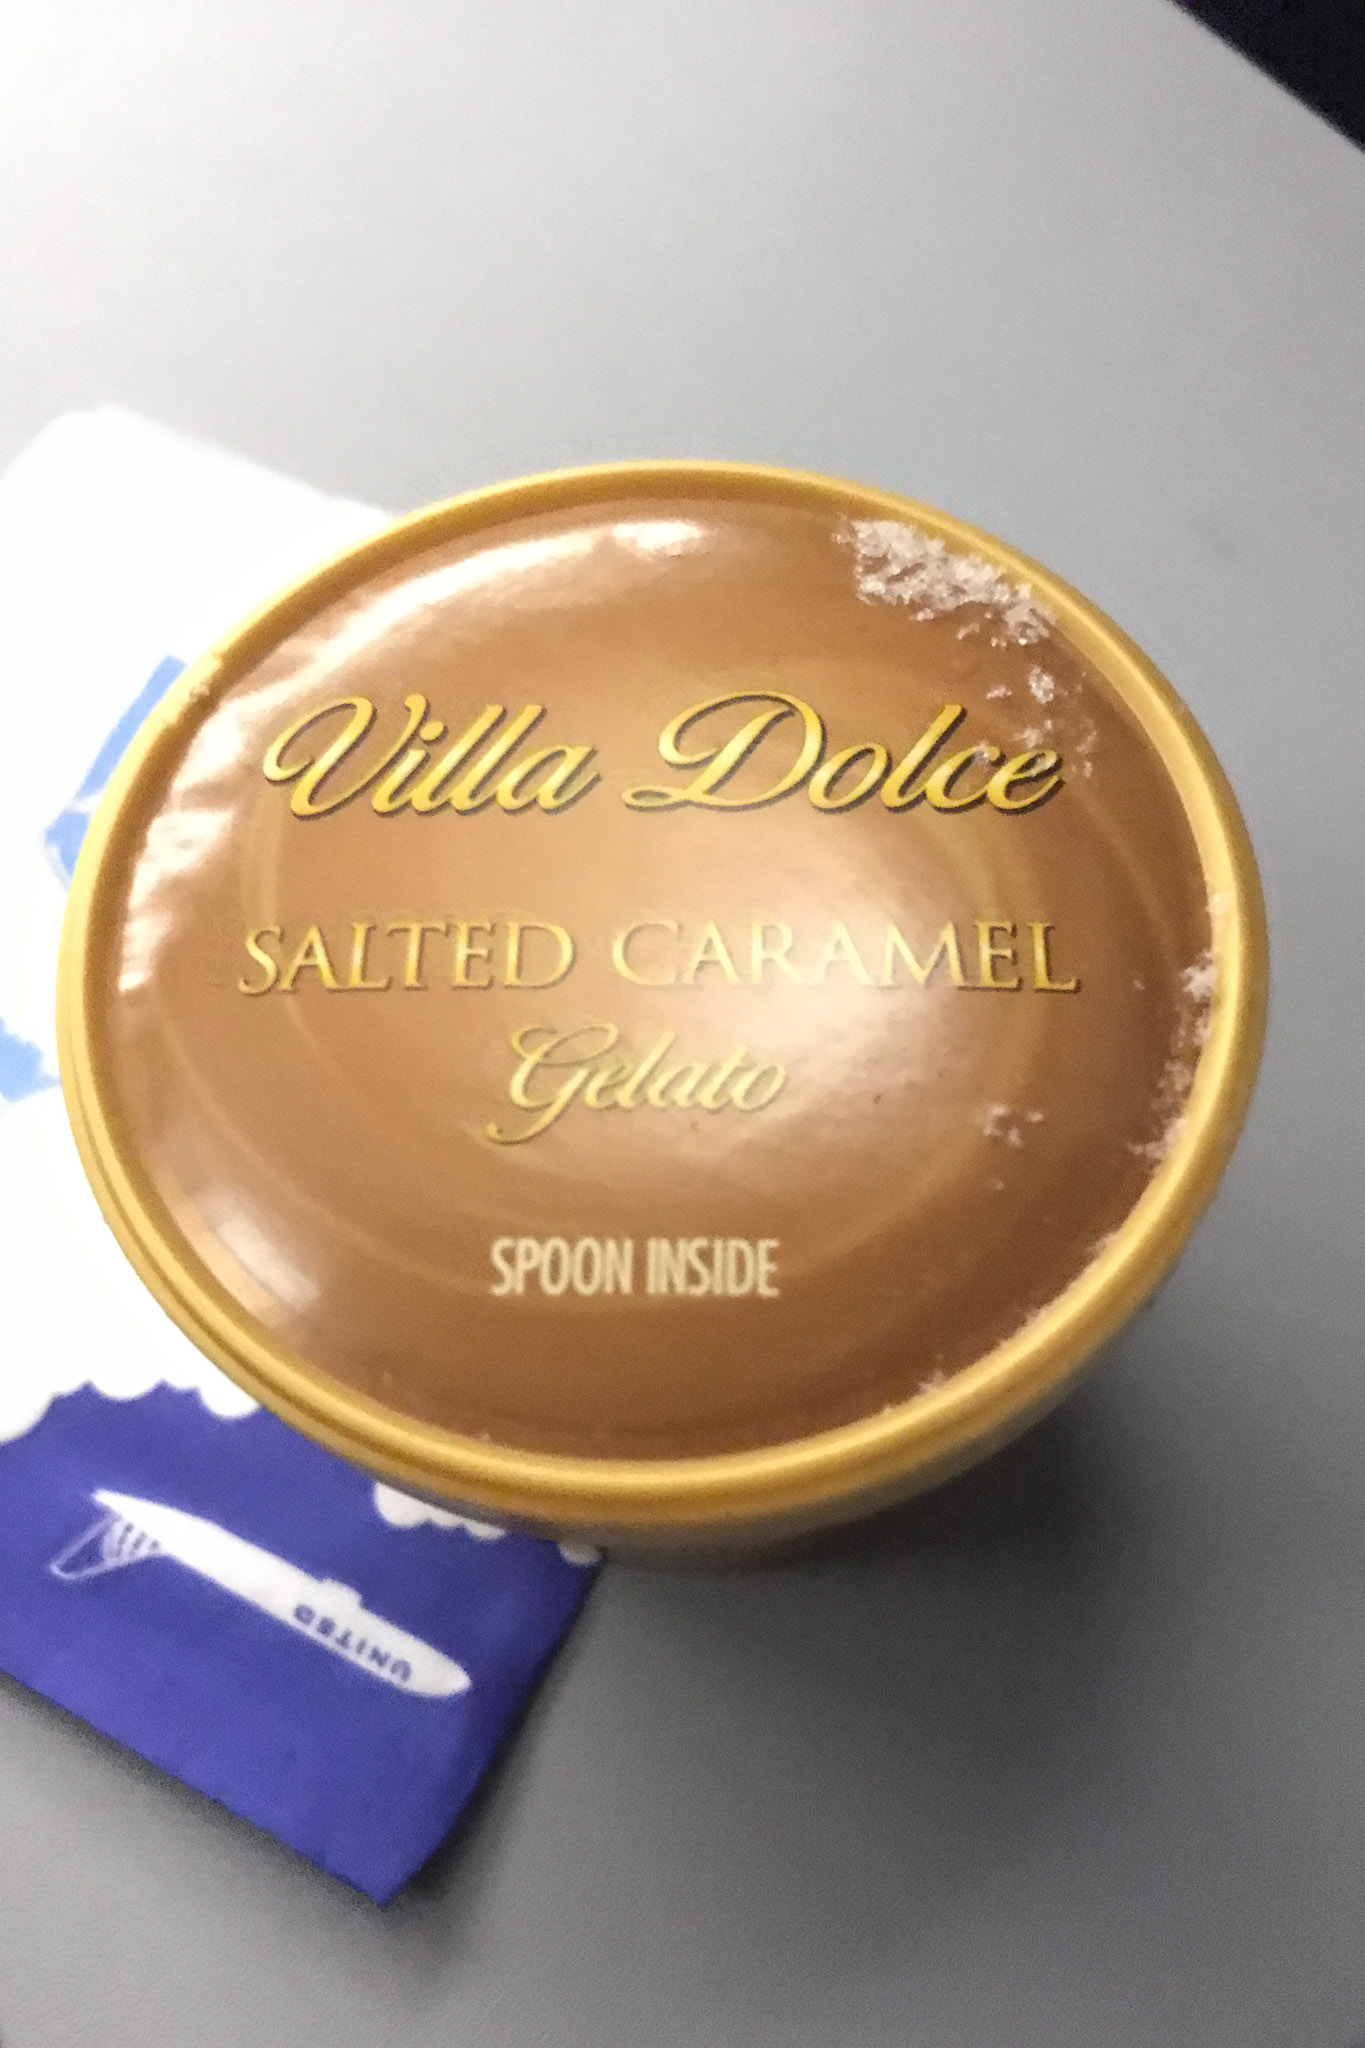 Villa Dolce
SALTED CARAMEL
Gelato
SPOON INSIDE
UNITED